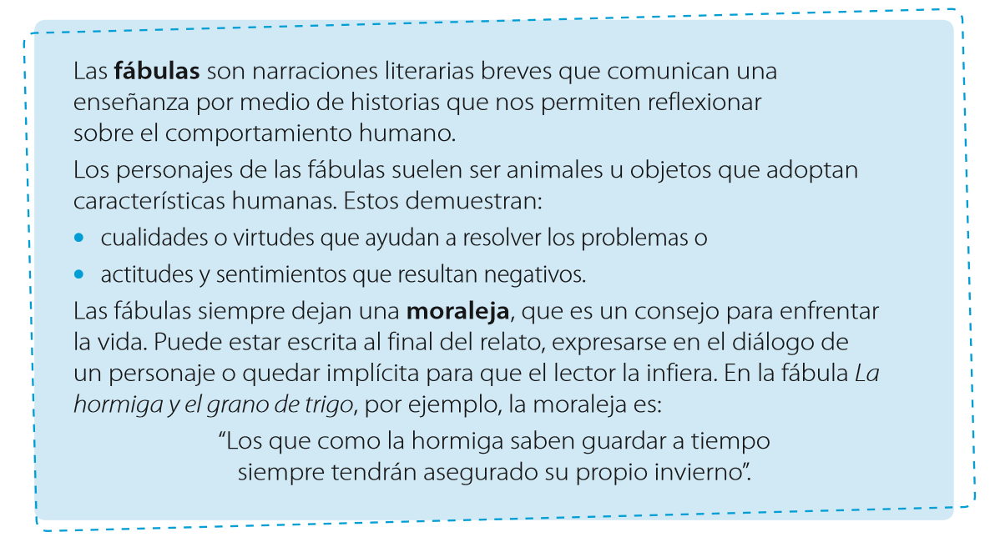 Las fábulas son narraciones literarias breves que comunican una
enseñanza por medio de historias que nos permiten reflexionar
sobre el comportamiento humano.
Los personajes de las fábulas suelen ser animales u objetos que adoptan
características humanas. Estos demuestran:
• cualidades o virtudes que ayudan a resolver los problemas o
• actitudes y sentimientos que resultan negativos.
Las fábulas siempre dejan una moraleja, que es un consejo para enfrentar
la vida. Puede estar escrita al final del relato, expresarse en el diálogo de
un personaje o quedar implícita para que el lector la infiera. En la fábula La
hormiga y el grano de trigo, por ejemplo, la moraleja es:
“Los que como la hormiga saben guardar a tiempo
siempre tendrán asegurado su propio invierno”.